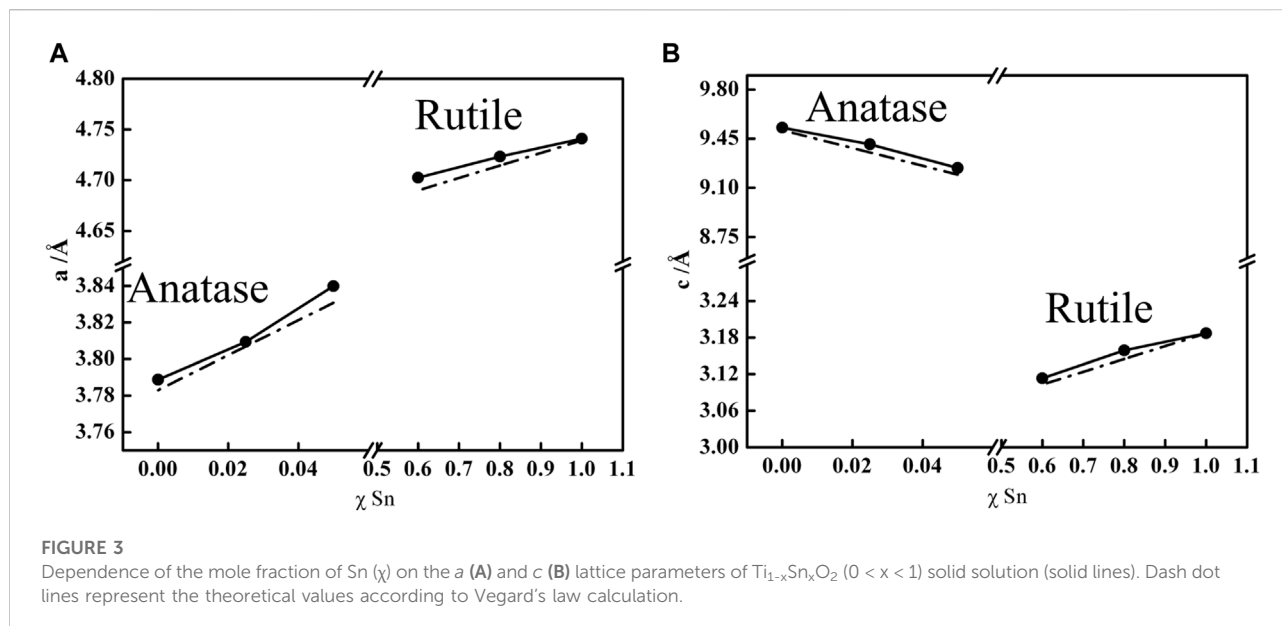 A
4.80
4.75
4.70
4.65
3.84
3.82
3.80
3.78
3.76
a /Å
Rutile
Anatase
0.00 0.02 0.04 0.5 0.6 0.7 0.8 0.9 1.0 1.1
χ Sn
B
9.80
9.45
9.10
8.75
3.24
3.18
3.12
3.06
3.00
c /Å
Anatase
Rutile
0.00 0.02 0.04 0.5 0.6 0.7 0.8 0.9 1.0 1.1
χ Sn
FIGURE 3
Dependence of the mole fraction of Sn (χ) on the a (A) and c (B) lattice parameters of Ti₁₋ₓSnₓO₂ (0 < x < 1) solid solution (solid lines). Dash dot
lines represent the theoretical values according to Vegard’s law calculation.